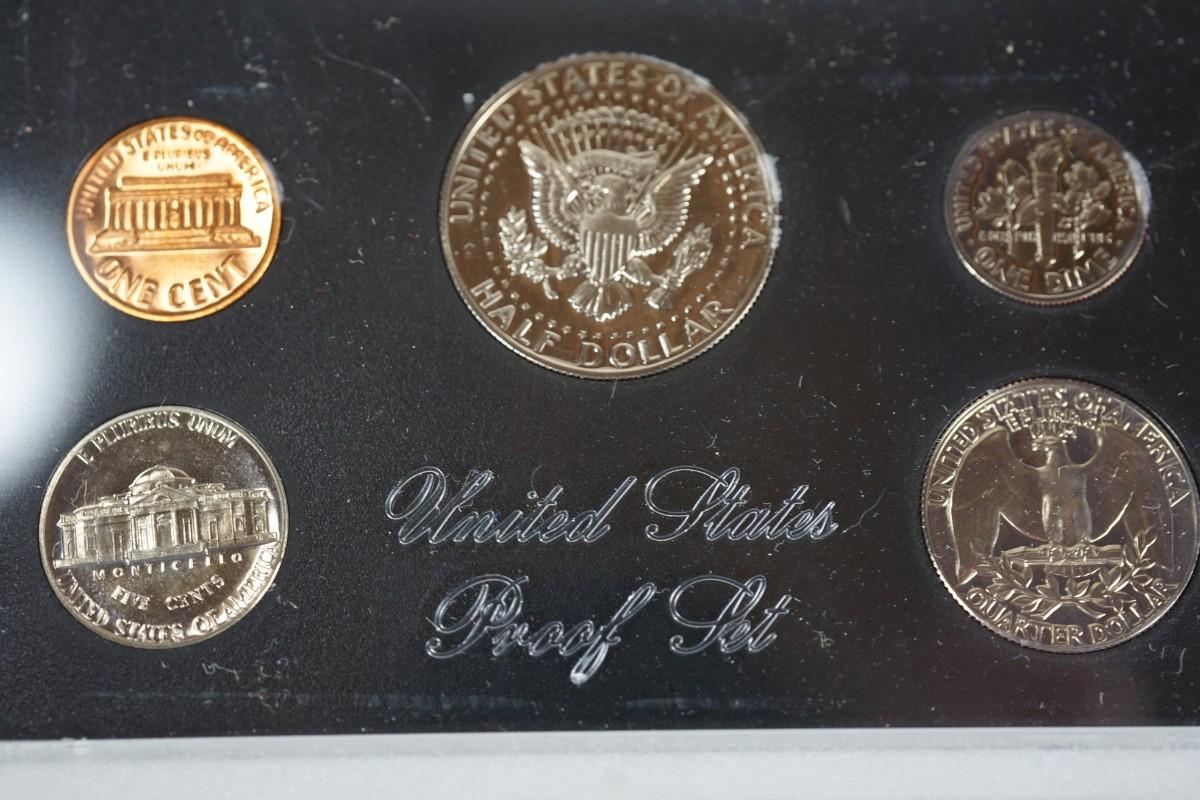 UNITED STATES OF AMERICA
E PLURIBUS
UNUM
ONE CENT
UNITED STATES OF AMERICA
HALF DOLLAR
UNITED STATES OF AMERICA
ONE DIME
E PLURIBUS UNUM
MONTICELLO
FIVE CENTS
UNITED STATES OF AMERICA
United States
Proof Set
UNITED STATES OF AMERICA
E PLURIBUS
UNUM
QUARTER DOLLAR